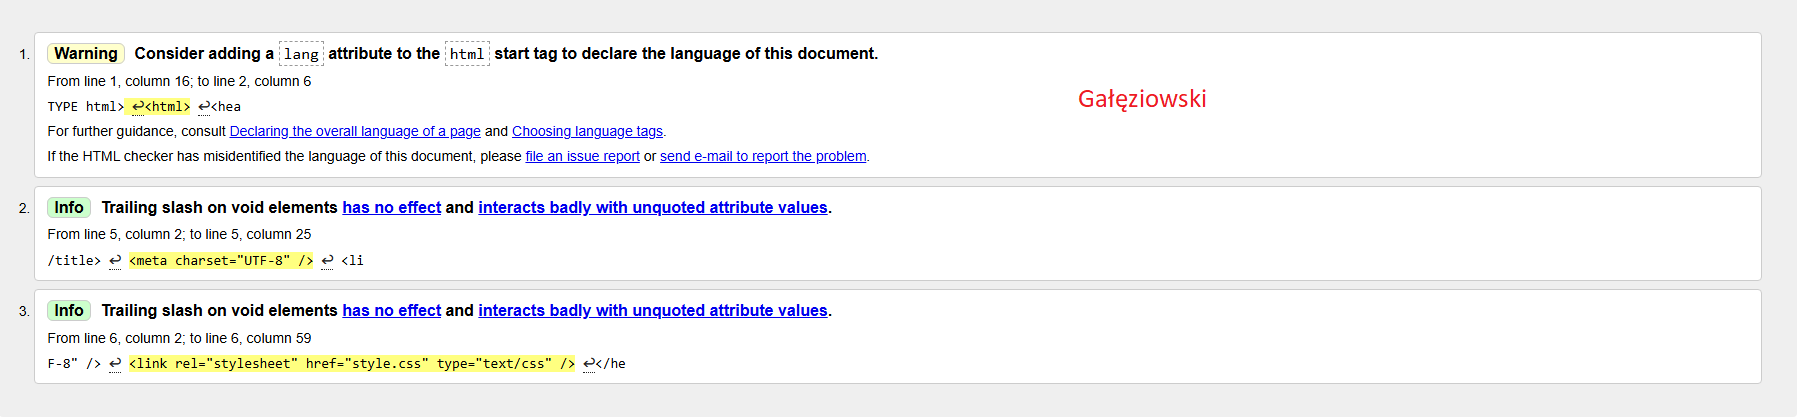 1. Warning Consider adding a lang attribute to the html start tag to declare the language of this document.
From line 1, column 16; to line 2, column 6
TYPE html> ↩<html> ↩<hea
Gałęziowski
For further guidance, consult Declaring the overall language of a page and Choosing language tags.
If the HTML checker has misidentified the language of this document, please file an issue report or send e-mail to report the problem.
2. Info Trailing slash on void elements has no effect and interacts badly with unquoted attribute values.
From line 5, column 2; to line 5, column 25
/title> ↩ <meta charset="UTF-8" /> ↩ <li
3. Info Trailing slash on void elements has no effect and interacts badly with unquoted attribute values.
From line 6, column 2; to line 6, column 59
F-8" /> ↩ <link rel="stylesheet" href="style.css" type="text/css" /> ↩</he